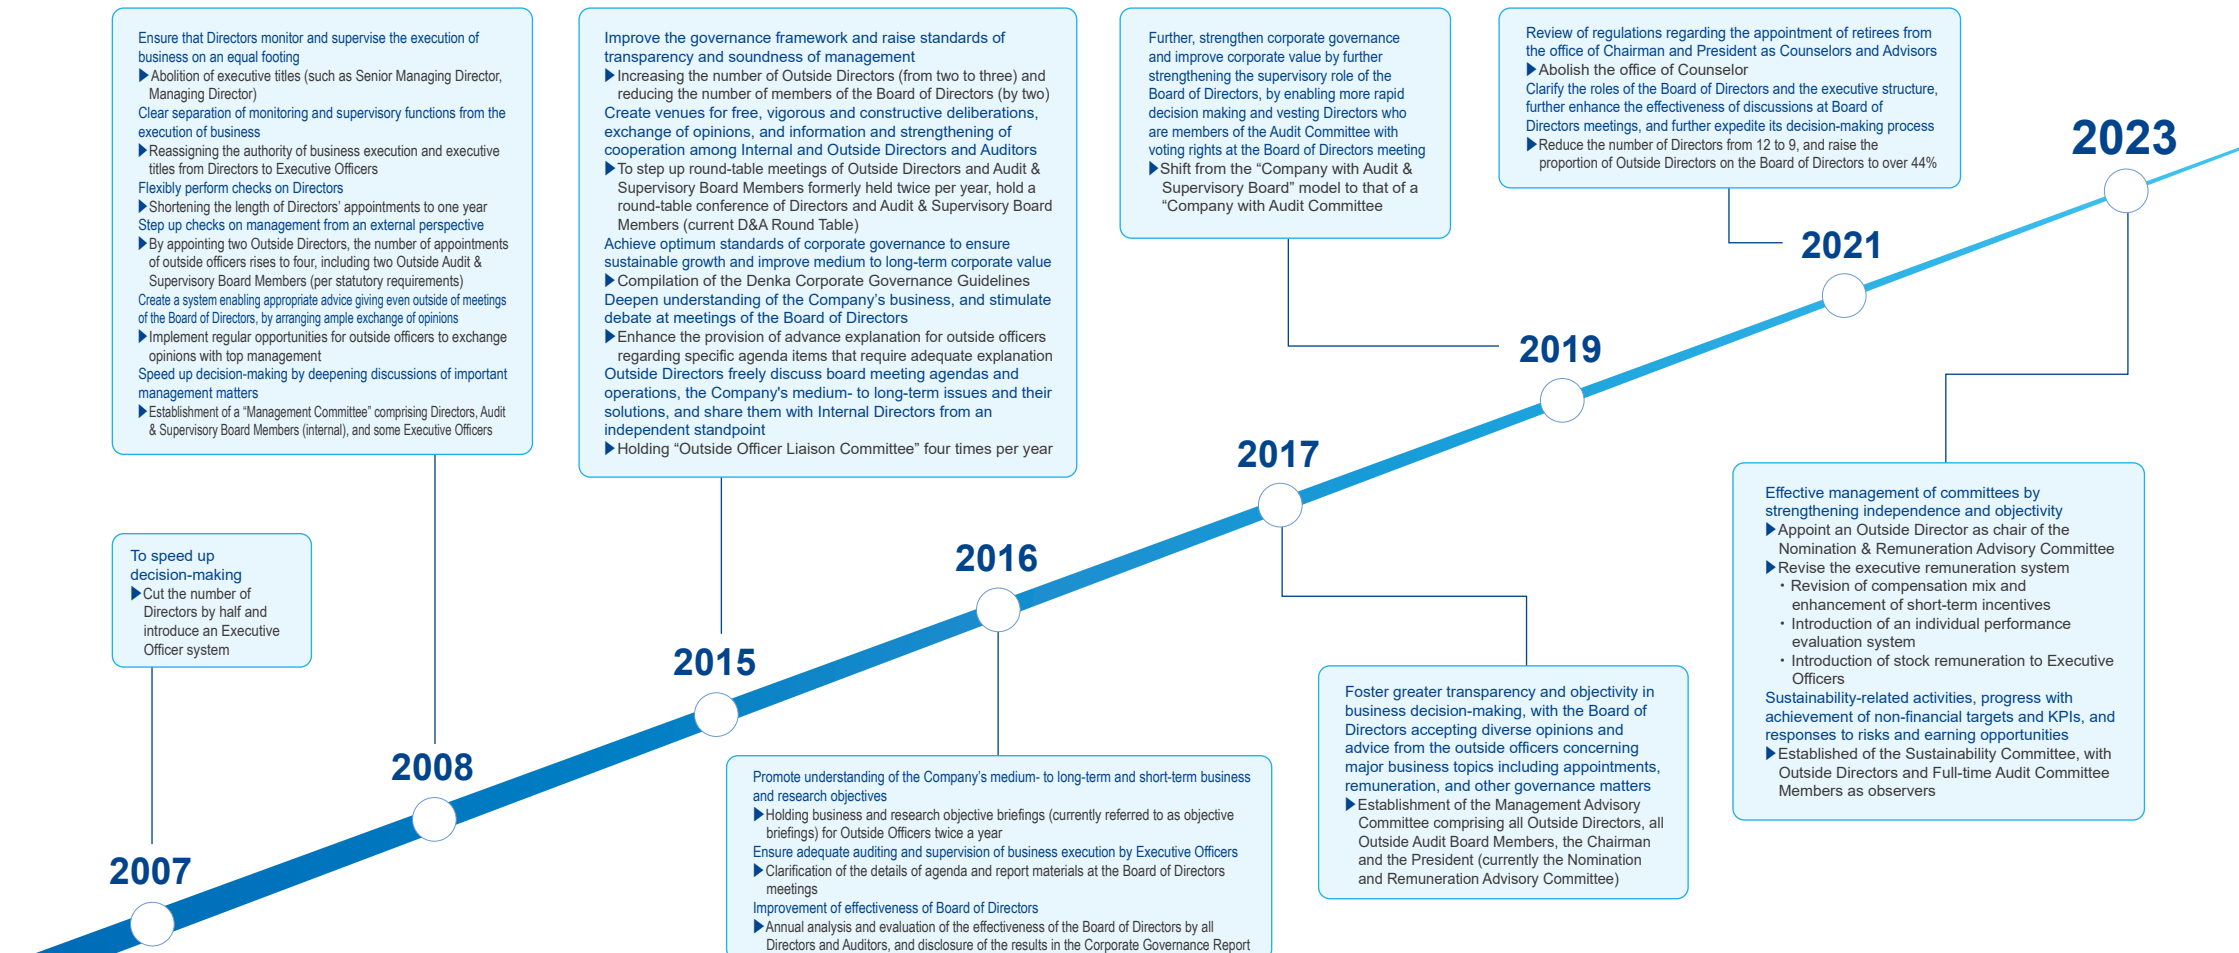 Ensure that Directors monitor and supervise the execution of
business on an equal footing
▶Abolition of executive titles (such as Senior Managing Director,
Managing Director)
Clear separation of monitoring and supervisory functions from the
execution of business
▶Reassigning the authority of business execution and executive
titles from Directors to Executive Officers
Flexibly perform checks on Directors
▶Shortening the length of Directors’ appointments to one year
Step up checks on management from an external perspective
▶By appointing two Outside Directors, the number of appointments
of outside officers rises to four, including two Outside Audit &
Supervisory Board Members (per statutory requirements)
Create a system enabling appropriate advice giving even outside of meetings
of the Board of Directors, by arranging ample exchange of opinions
▶Implement regular opportunities for outside officers to exchange
opinions with top management
Speed up decision-making by deepening discussions of important
management matters
▶Establishment of a “Management Committee” comprising Directors, Audit
& Supervisory Board Members (internal), and some Executive Officers
Improve the governance framework and raise standards of
transparency and soundness of management
▶Increasing the number of Outside Directors (from two to three) and
reducing the number of members of the Board of Directors (by two)
Create venues for free, vigorous and constructive deliberations,
exchange of opinions, and information and strengthening of
cooperation among Internal and Outside Directors and Auditors
▶To step up round-table meetings of Outside Directors and Audit &
Supervisory Board Members formerly held twice per year, hold a
round-table conference of Directors and Audit & Supervisory Board
Members (current D&A Round Table)
Achieve optimum standards of corporate governance to ensure
sustainable growth and improve medium to long-term corporate value
▶Compilation of the Denka Corporate Governance Guidelines
Deepen understanding of the Company’s business, and stimulate
debate at meetings of the Board of Directors
▶Enhance the provision of advance explanation for outside officers
regarding specific agenda items that require adequate explanation
Outside Directors freely discuss board meeting agendas and
operations, the Company's medium- to long-term issues and their
solutions, and share them with Internal Directors from an
independent standpoint
▶Holding “Outside Officer Liaison Committee” four times per year
Further, strengthen corporate governance
and improve corporate value by further
strengthening the supervisory role of the
Board of Directors, by enabling more rapid
decision making and vesting Directors who
are members of the Audit Committee with
voting rights at the Board of Directors meeting
▶Shift from the “Company with Audit &
Supervisory Board” model to that of a
“Company with Audit Committee
Review of regulations regarding the appointment of retirees from
the office of Chairman and President as Counselors and Advisors
▶Abolish the office of Counselor
Clarify the roles of the Board of Directors and the executive structure,
further enhance the effectiveness of discussions at Board of
Directors meetings, and further expedite its decision-making process
▶Reduce the number of Directors from 12 to 9, and raise the
proportion of Outside Directors on the Board of Directors to over 44%
2023
2021
2019
2017
2016
2015
2008
2007
To speed up
decision-making
▶Cut the number of
Directors by half and
introduce an Executive
Officer system
Promote understanding of the Company’s medium- to long-term and short-term business
and research objectives
▶Holding business and research objective briefings (currently referred to as objective
briefings) for Outside Officers twice a year
Ensure adequate auditing and supervision of business execution by Executive Officers
▶Clarification of the details of agenda and report materials at the Board of Directors
meetings
Improvement of effectiveness of Board of Directors
▶Annual analysis and evaluation of the effectiveness of the Board of Directors by all
Directors and Auditors, and disclosure of the results in the Corporate Governance Report
Foster greater transparency and objectivity in
business decision-making, with the Board of
Directors accepting diverse opinions and
advice from the outside officers concerning
major business topics including appointments,
remuneration, and other governance matters
▶Establishment of the Management Advisory
Committee comprising all Outside Directors, all
Outside Audit Board Members, the Chairman
and the President (currently the Nomination
and Remuneration Advisory Committee)
Effective management of committees by
strengthening independence and objectivity
▶Appoint an Outside Director as chair of the
Nomination & Remuneration Advisory Committee
▶Revise the executive remuneration system
・Revision of compensation mix and
enhancement of short-term incentives
・Introduction of an individual performance
evaluation system
・Introduction of stock remuneration to Executive
Officers
Sustainability-related activities, progress with
achievement of non-financial targets and KPIs, and
responses to risks and earning opportunities
▶Established of the Sustainability Committee, with
Outside Directors and Full-time Audit Committee
Members as observers